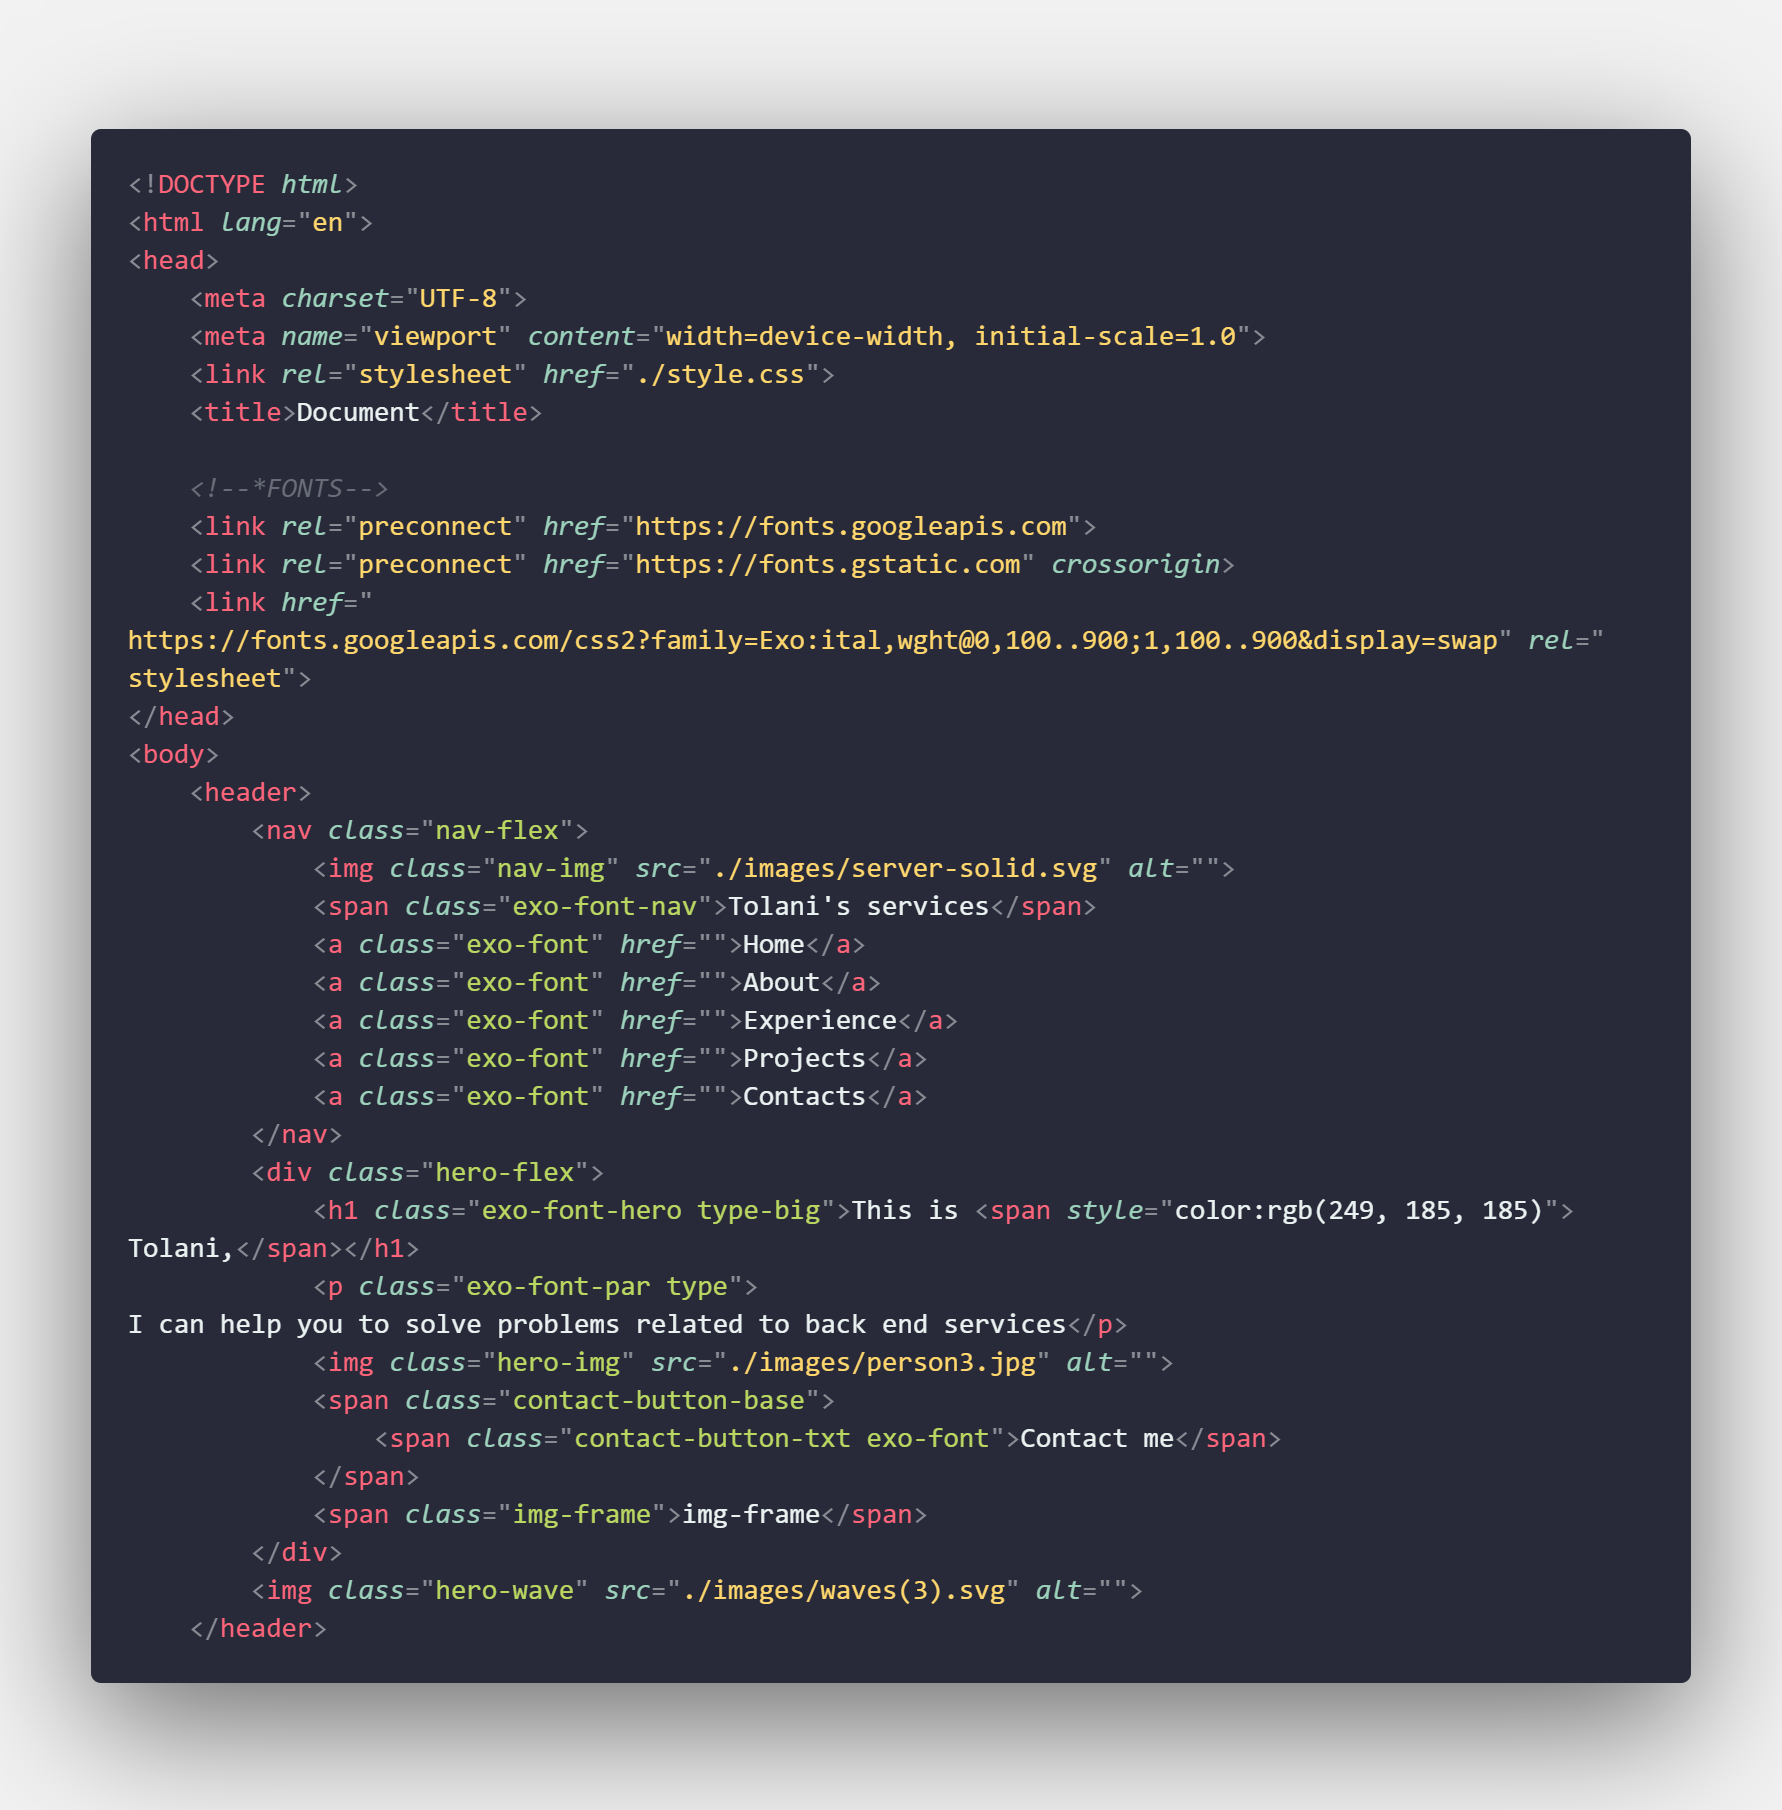 <!DOCTYPE html>
<html lang="en">
<head>
    <meta charset="UTF-8">
    <meta name="viewport" content="width=device-width, initial-scale=1.0">
    <link rel="stylesheet" href="./style.css">
    <title>Document</title>

    <!--*FONTS-->
    <link rel="preconnect" href="https://fonts.googleapis.com">
    <link rel="preconnect" href="https://fonts.gstatic.com" crossorigin>
    <link href="
https://fonts.googleapis.com/css2?family=Exo:ital,wght@0,100..900;1,100..900&display=swap" rel="
stylesheet">
</head>
<body>
    <header>
        <nav class="nav-flex">
            <img class="nav-img" src="./images/server-solid.svg" alt="">
            <span class="exo-font-nav">Tolani's services</span>
            <a class="exo-font" href="">Home</a>
            <a class="exo-font" href="">About</a>
            <a class="exo-font" href="">Experience</a>
            <a class="exo-font" href="">Projects</a>
            <a class="exo-font" href="">Contacts</a>
        </nav>
        <div class="hero-flex">
            <h1 class="exo-font-hero type-big">This is <span style="color:rgb(249, 185, 185)">
Tolani,</span></h1>
            <p class="exo-font-par type">
I can help you to solve problems related to back end services</p>
            <img class="hero-img" src="./images/person3.jpg" alt="">
            <span class="contact-button-base">
                <span class="contact-button-txt exo-font">Contact me</span>
            </span>
            <span class="img-frame">img-frame</span>
        </div>
        <img class="hero-wave" src="./images/waves(3).svg" alt="">
    </header>